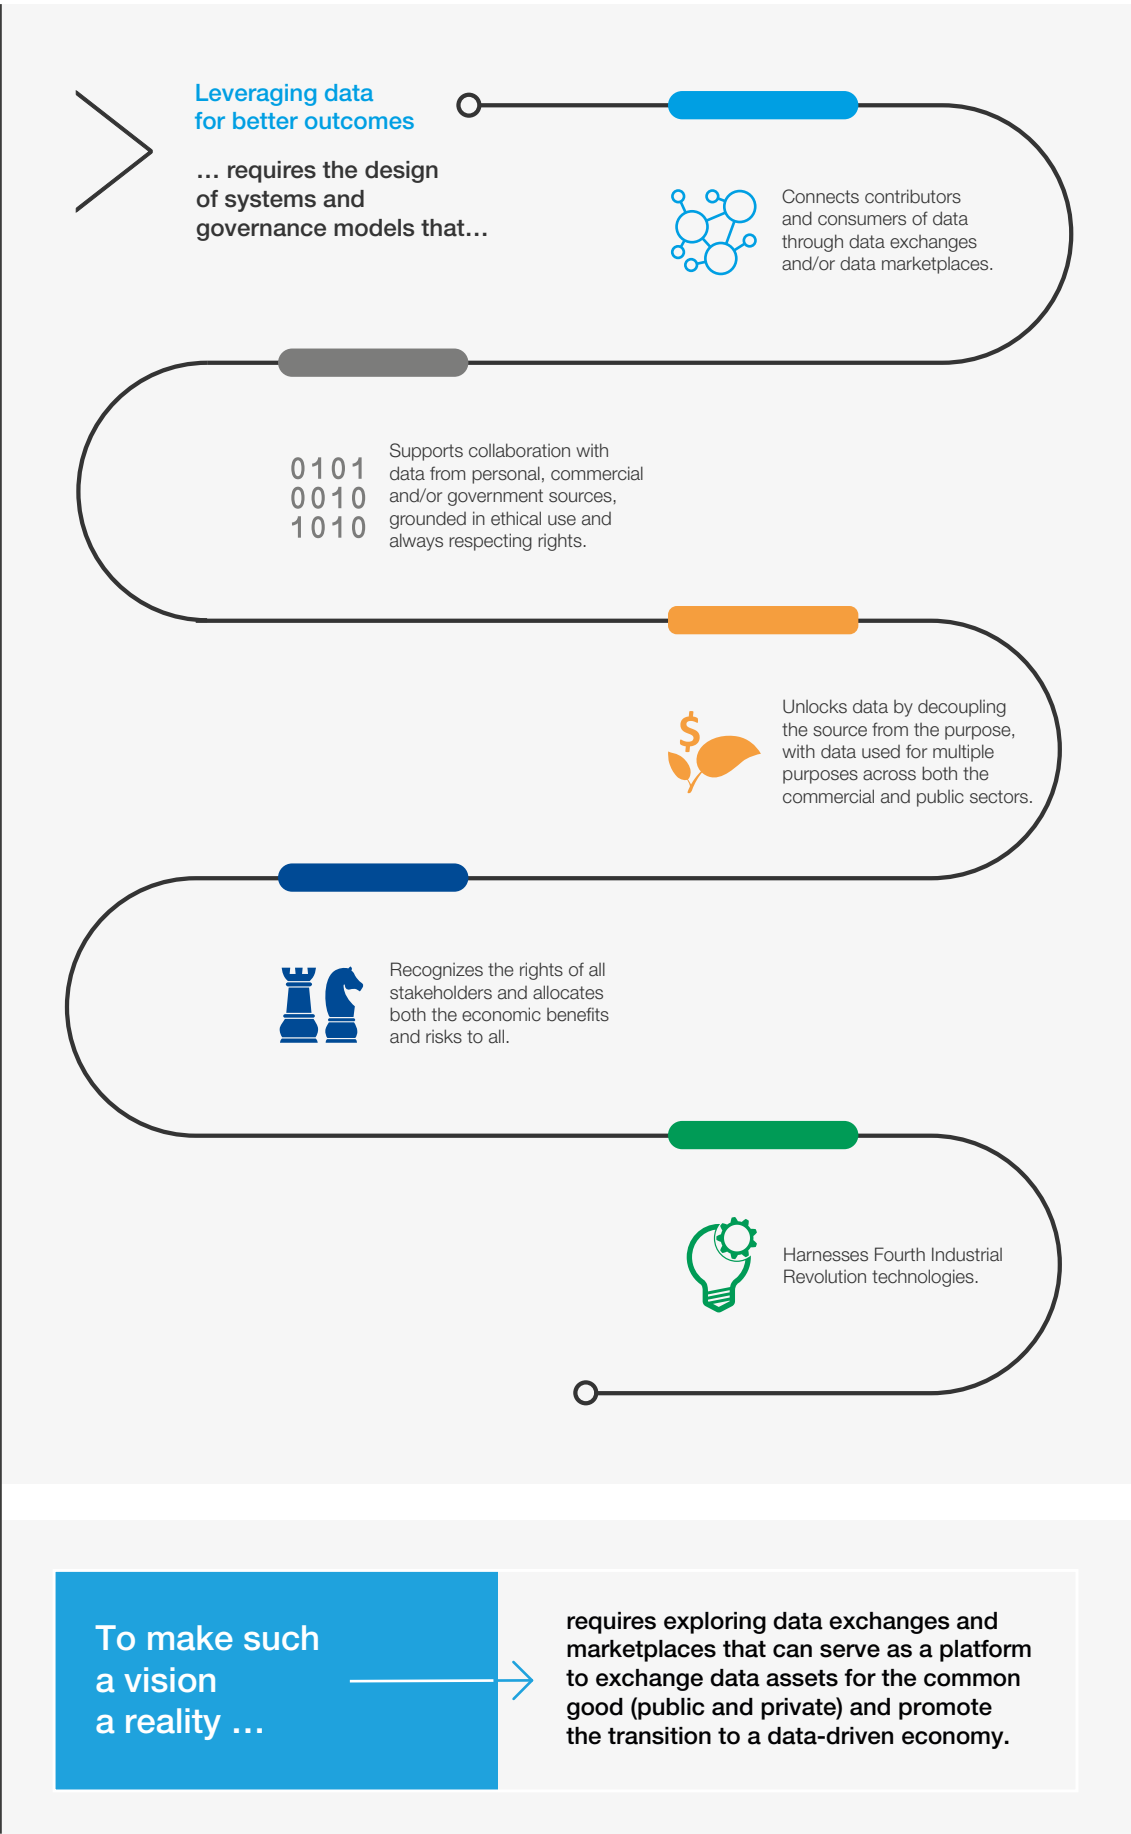 Leveraging data
for better outcomes
… requires the design
of systems and
governance models that…
Connects contributors
and consumers of data
through data exchanges
and/or data marketplaces.
0101
0010
1010
Supports collaboration with
data from personal, commercial
and/or government sources,
grounded in ethical use and
always respecting rights.
$
Unlocks data by decoupling
the source from the purpose,
with data used for multiple
purposes across both the
commercial and public sectors.
Recognizes the rights of all
stakeholders and allocates
both the economic benefits
and risks to all.
Harnesses Fourth Industrial
Revolution technologies.
To make such
a vision
a reality …
requires exploring data exchanges and
marketplaces that can serve as a platform
to exchange data assets for the common
good (public and private) and promote
the transition to a data-driven economy.